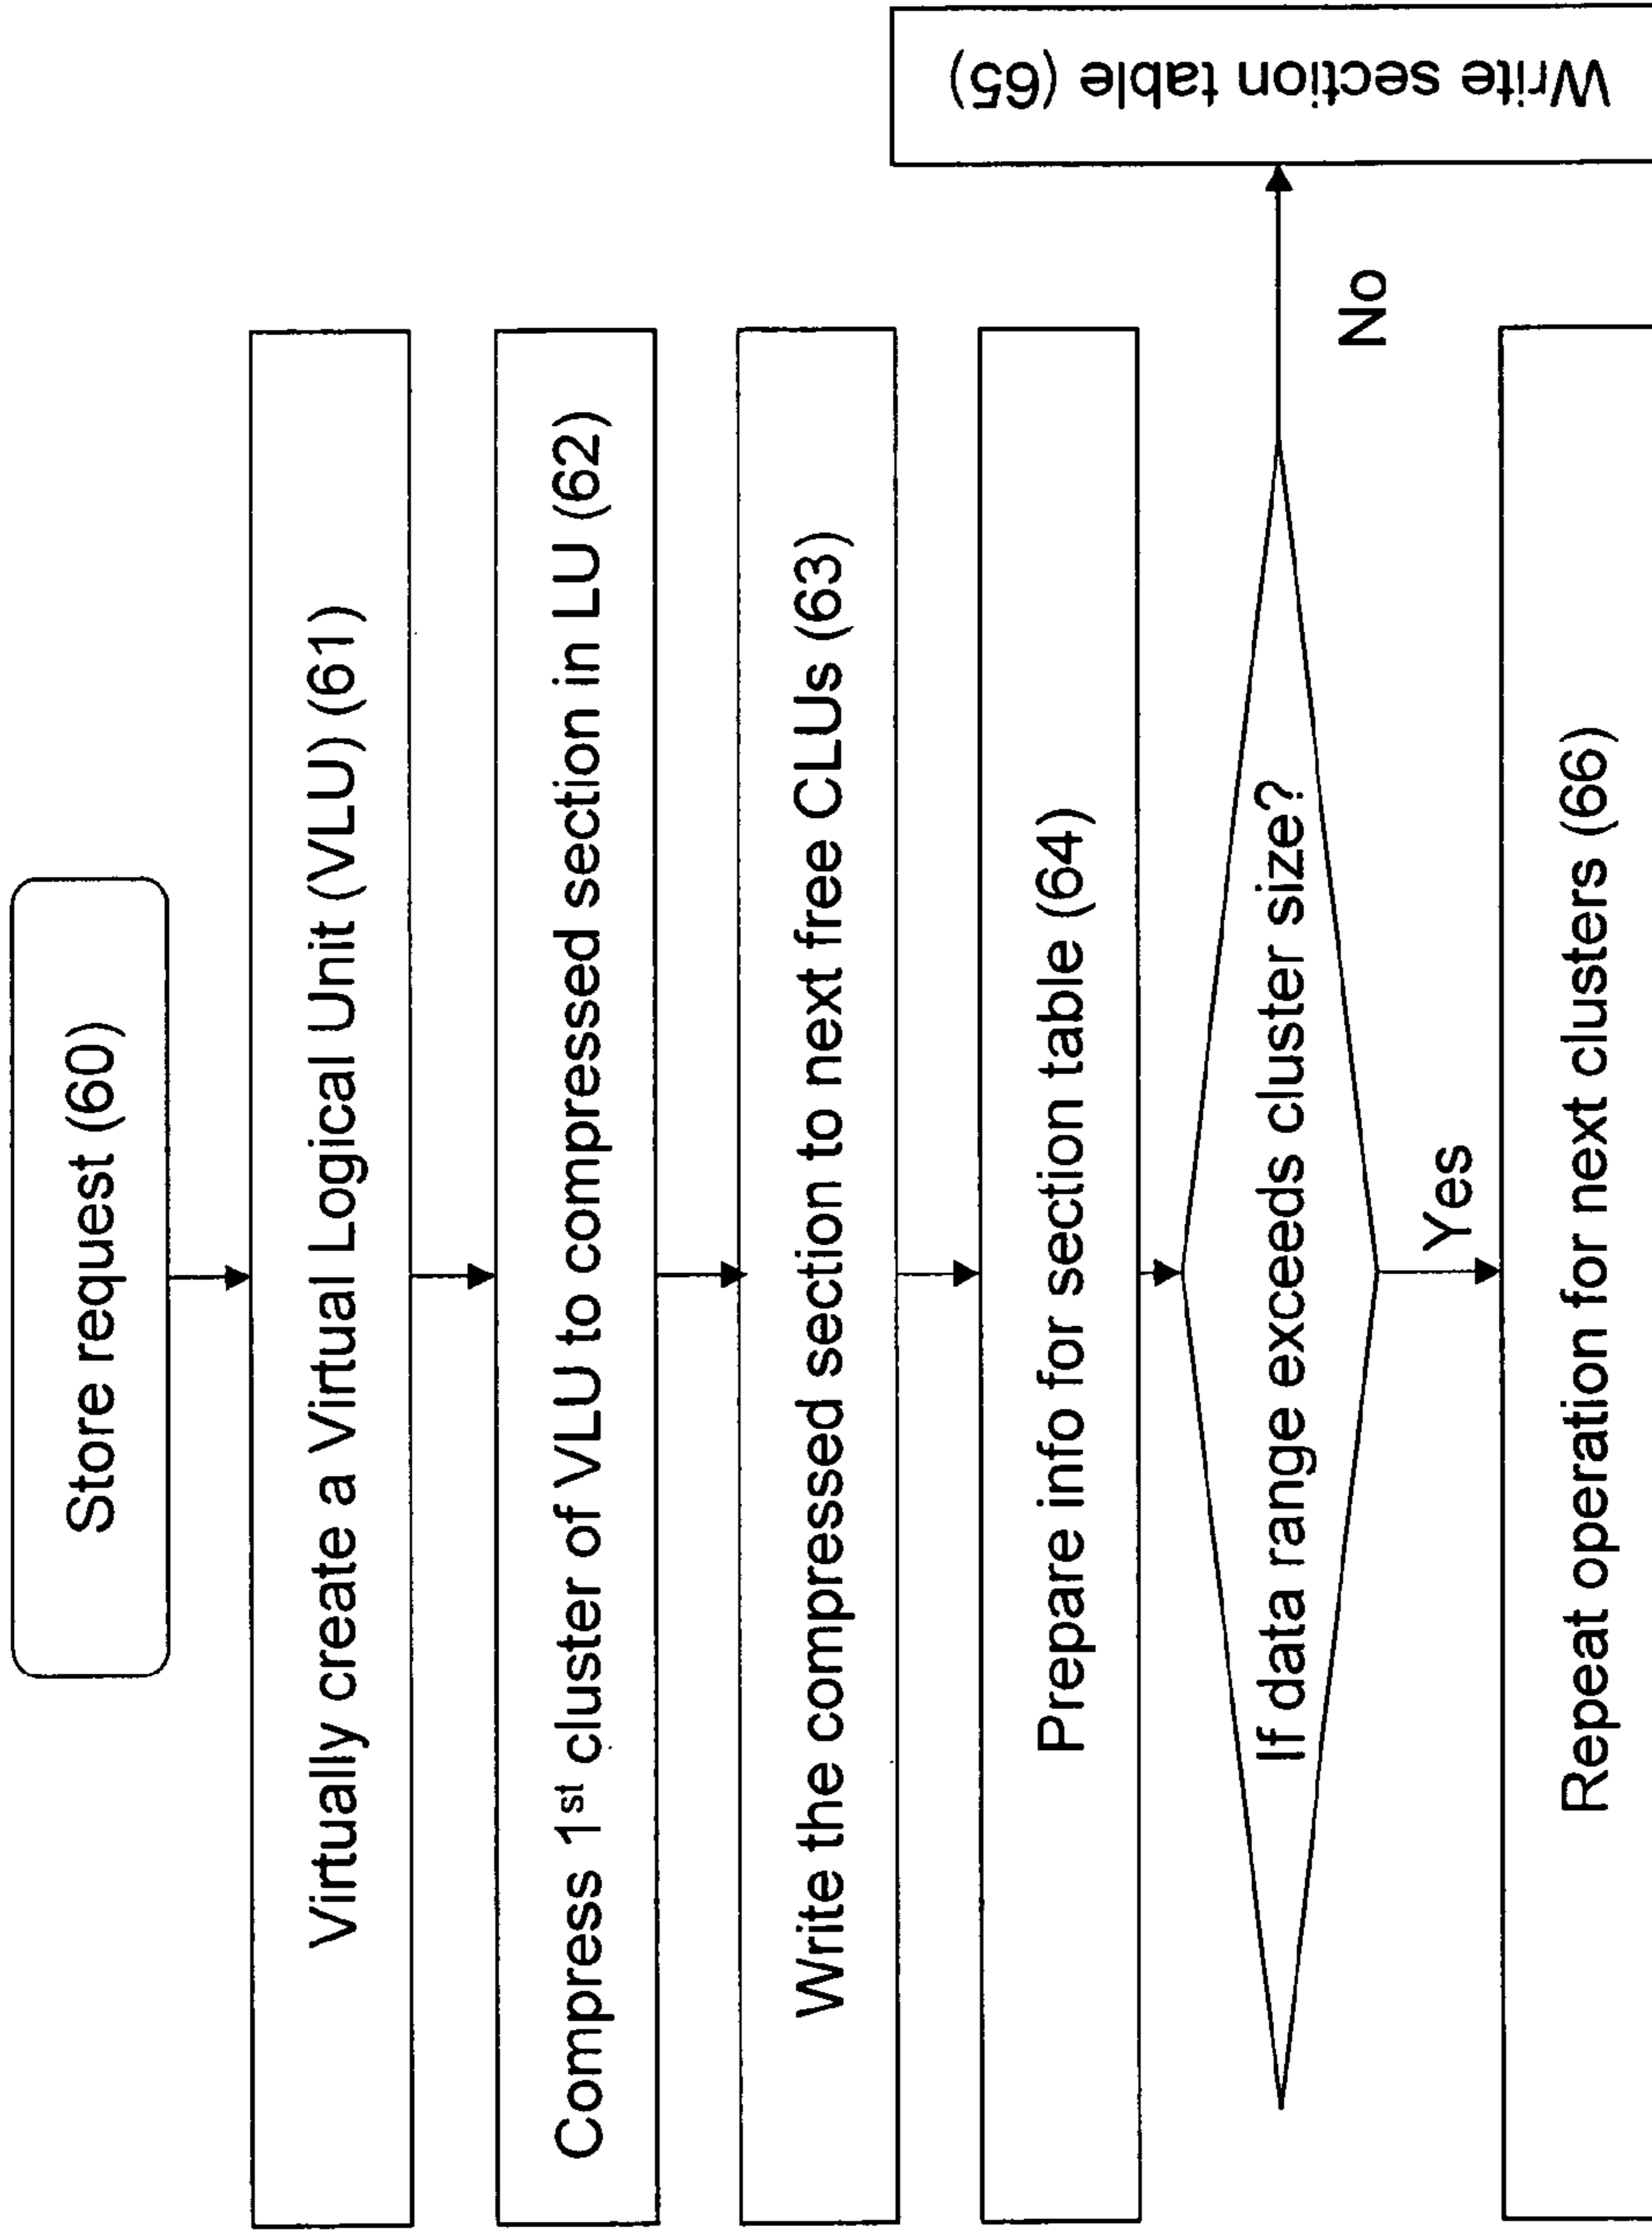 Store request (60)
Virtually create a Virtual Logical Unit (VLU) (61)
Compress 1st cluster of VLU to compressed section in LU (62)
Write the compressed section to next free CLUs (63)
Prepare info for section table (64)
If data range exceeds cluster size?
No
Write section table (65)
Yes
Repeat operation for next clusters (66)